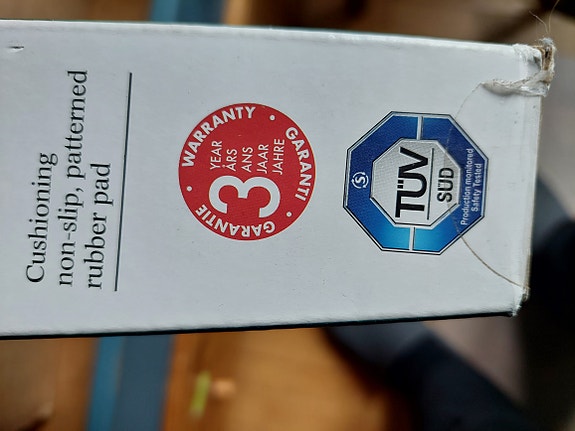 Cushioning
non-slip, patterned
rubber pad
WARRANTY · GARANTI · GARANTIE ·
3
YEAR
ÅRS
ANS
JAAR
JAHRE
TÜV
SÜD
Production monitored
Safety Tested